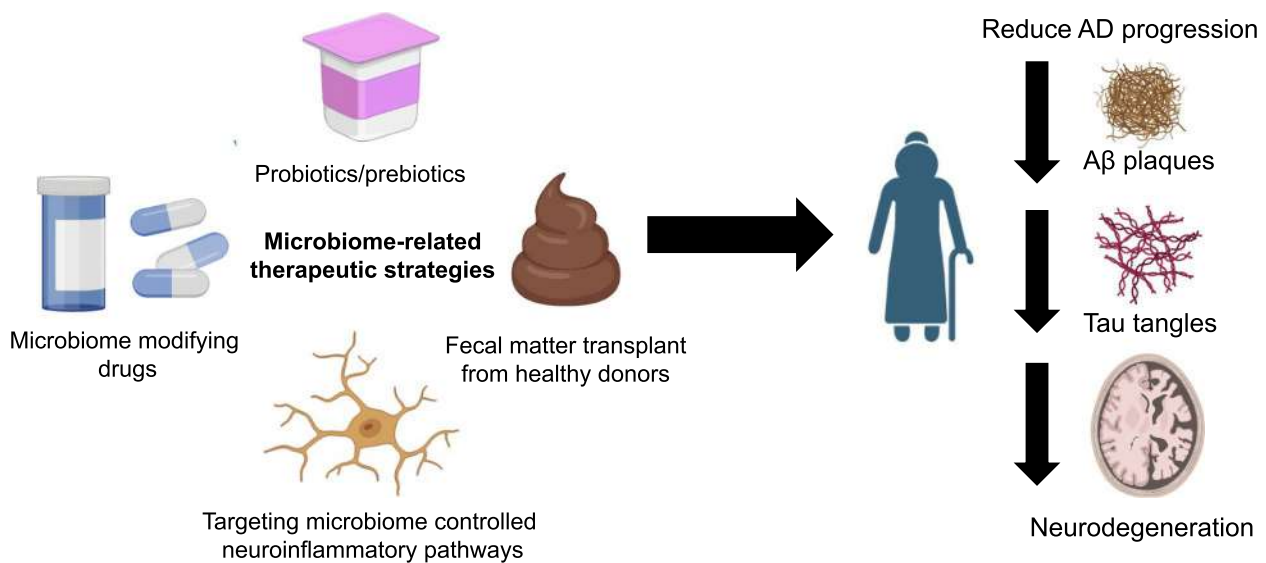 Reduce AD progression
Aβ plaques
Probiotics/prebiotics
Microbiome-related
therapeutic strategies
Tau tangles
Microbiome modifying
drugs
Fecal matter transplant
from healthy donors
Targeting microbiome controlled
neuroinflammatory pathways
Neurodegeneration